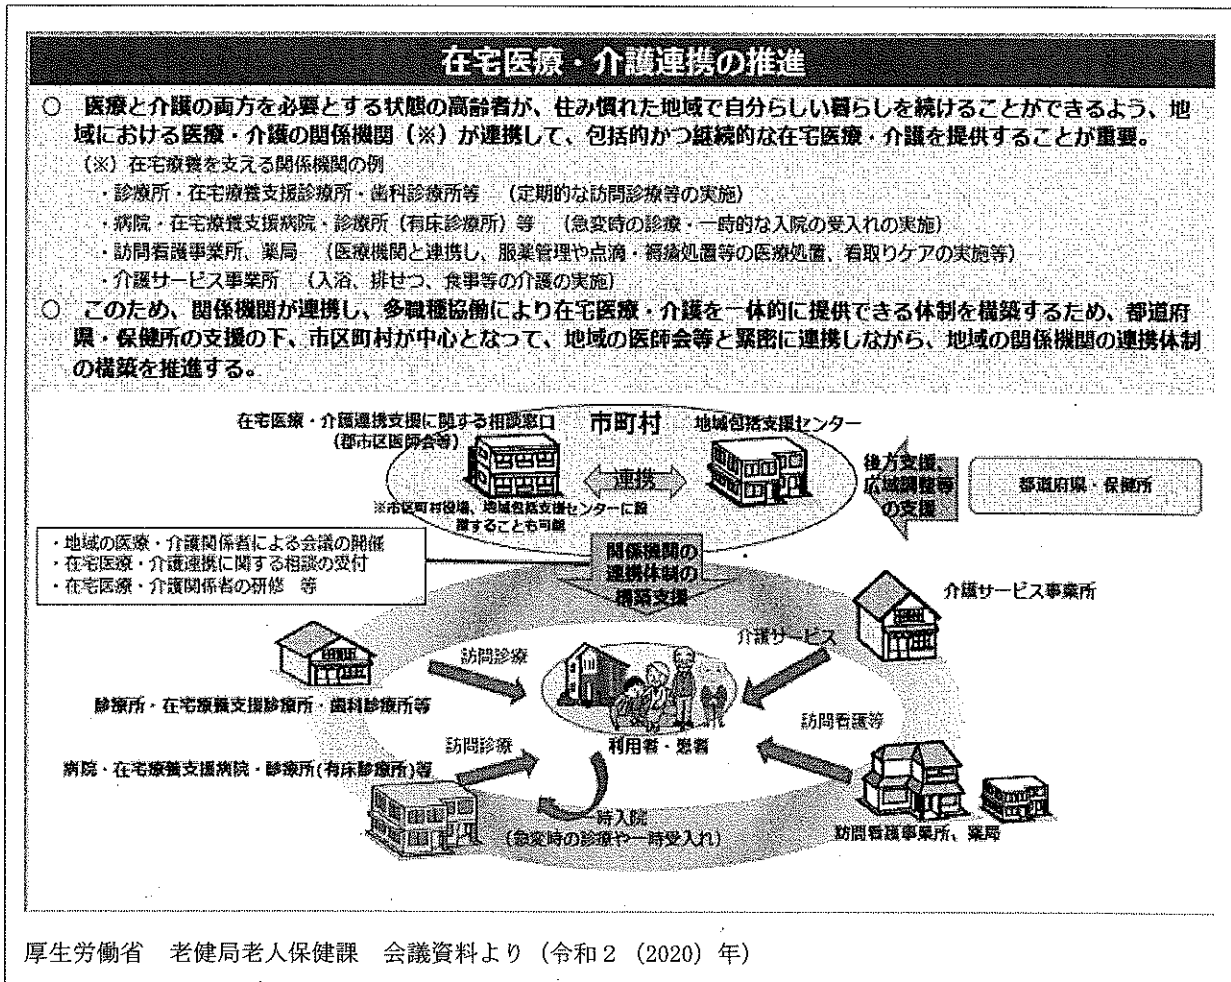 在宅医療・介護連携の推進
○ 医療と介護の両方を必要とする状態の高齢者が、住み慣れた地域で自分らしい暮らしを続けることができるよう、地
域における医療・介護の関係機関(※)が連携して、包括的かつ継続的な在宅医療・介護を提供することが重要。
(※)在宅療養を支える関係機関の例
・診療所・在宅療養支援診療所・歯科診療所等 (定期的な訪問診療等の実施)
・病院・在宅療養支援病院・診療所(有床診療所)等 (急変時の診療・一時的な入院の受入れの実施)
・訪問看護事業所、薬局 (医療機関と連携し、服薬管理や点滴・褥瘡処置等の医療処置、看取りケアの実施等)
・介護サービス事業所 (入浴、排せつ、食事等の介護の実施)
○ このため、関係機関が連携し、多職種協働により在宅医療・介護を一体的に提供できる体制を構築するため、都道府
県・保健所の支援の下、市区町村が中心となって、地域の医師会等と緊密に連携しながら、地域の関係機関の連携体制
の構築を推進する。
在宅医療・介護連携支援に関する相談窓口
(郡市区医師会等)
市町村
地域包括支援センター
連携
※市区町村役場、地域包括支援センターに設
置することも可能
後方支援、
広域調整等
の支援
都道府県・保健所
・地域の医療・介護関係者による会議の開催
・在宅医療・介護連携に関する相談の受付
・在宅医療・介護関係者の研修 等
関係機関の
連携体制の
構築支援
介護サービス事業所
介護サービス
訪問診療
診療所・在宅療養支援診療所・歯科診療所等
利用者・患者
訪問看護等
訪問診療
病院・在宅療養支援病院・診療所(有床診療所)等
時入院
(急変時の診療や一時受入れ)
訪問看護事業所、薬局
厚生労働省 老健局老人保健課 会議資料より(令和2(2020)年)